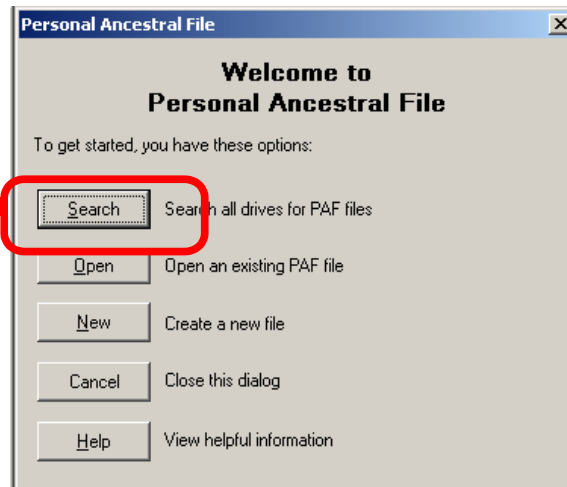 Personal Ancestral File
Welcome to
Personal Ancestral File
To get started, you have these options:
Search Search all drives for PAF files
Open Open an existing PAF file
New Create a new file
Cancel Close this dialog
Help View helpful information